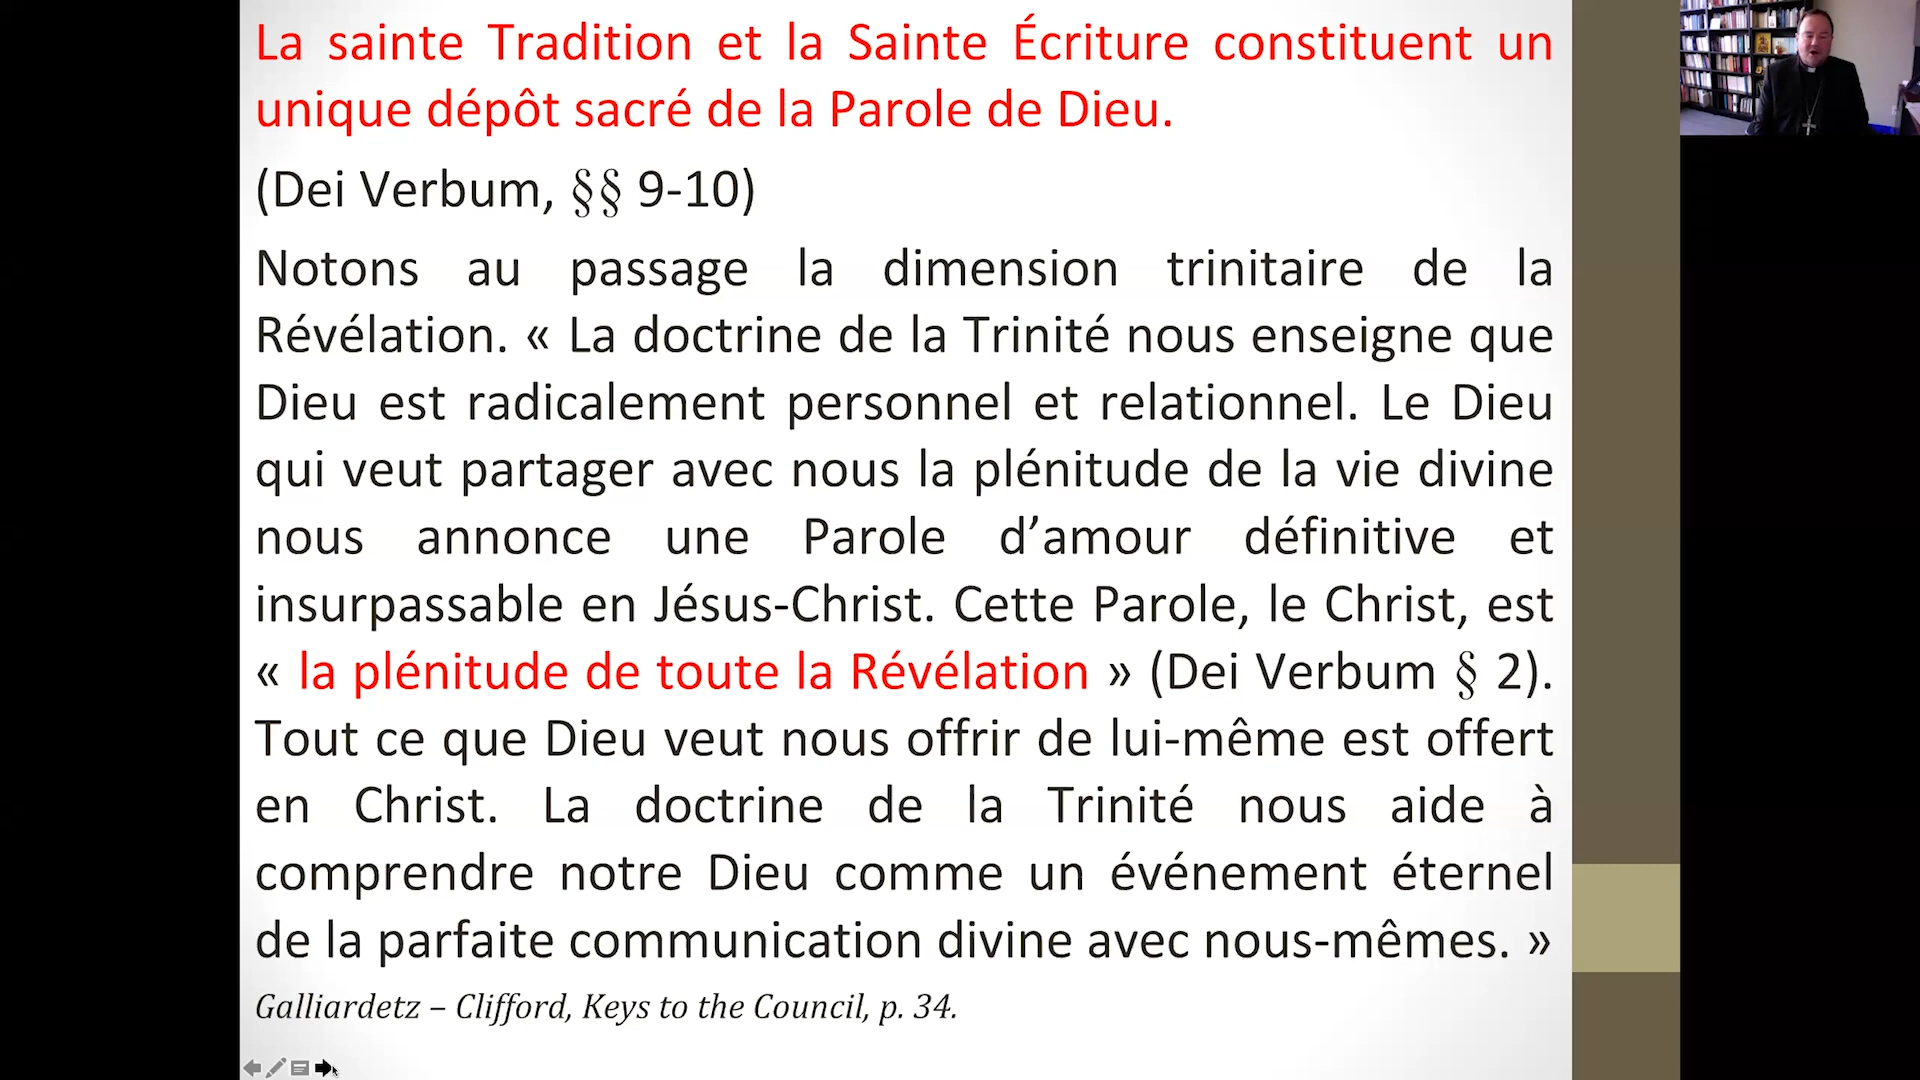 La sainte Tradition et la Sainte Écriture constituent un
unique dépôt sacré de la Parole de Dieu.
(Dei Verbum, §§ 9-10)
Notons au passage la dimension trinitaire de la
Révélation. « La doctrine de la Trinité nous enseigne que
Dieu est radicalement personnel et relationnel. Le Dieu
qui veut partager avec nous la plénitude de la vie divine
nous annonce une Parole d’amour définitive et
insurpassable en Jésus-Christ. Cette Parole, le Christ, est
« la plénitude de toute la Révélation » (Dei Verbum § 2).
Tout ce que Dieu veut nous offrir de lui-même est offert
en Christ. La doctrine de la Trinité nous aide à
comprendre notre Dieu comme un événement éternel
de la parfaite communication divine avec nous-mêmes. »
Galliardetz – Clifford, Keys to the Council, p. 34.